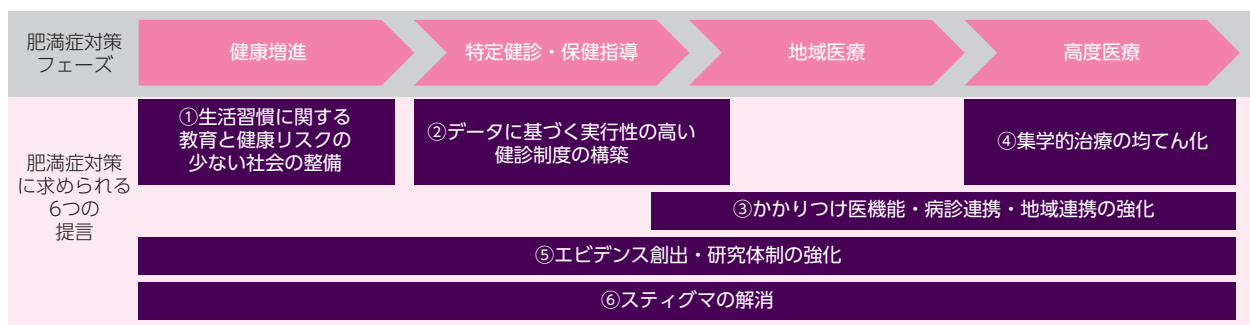 肥満症対策
フェーズ
健康増進
特定健診・保健指導
地域医療
高度医療
肥満症対策
に求められる
6つの
提言
①生活習慣に関する
教育と健康リスクの
少ない社会の整備
②データに基づく実行性の高い
健診制度の構築
④集学的治療の均てん化
③かかりつけ医機能・病診連携・地域連携の強化
⑤エビデンス創出・研究体制の強化
⑥スティグマの解消